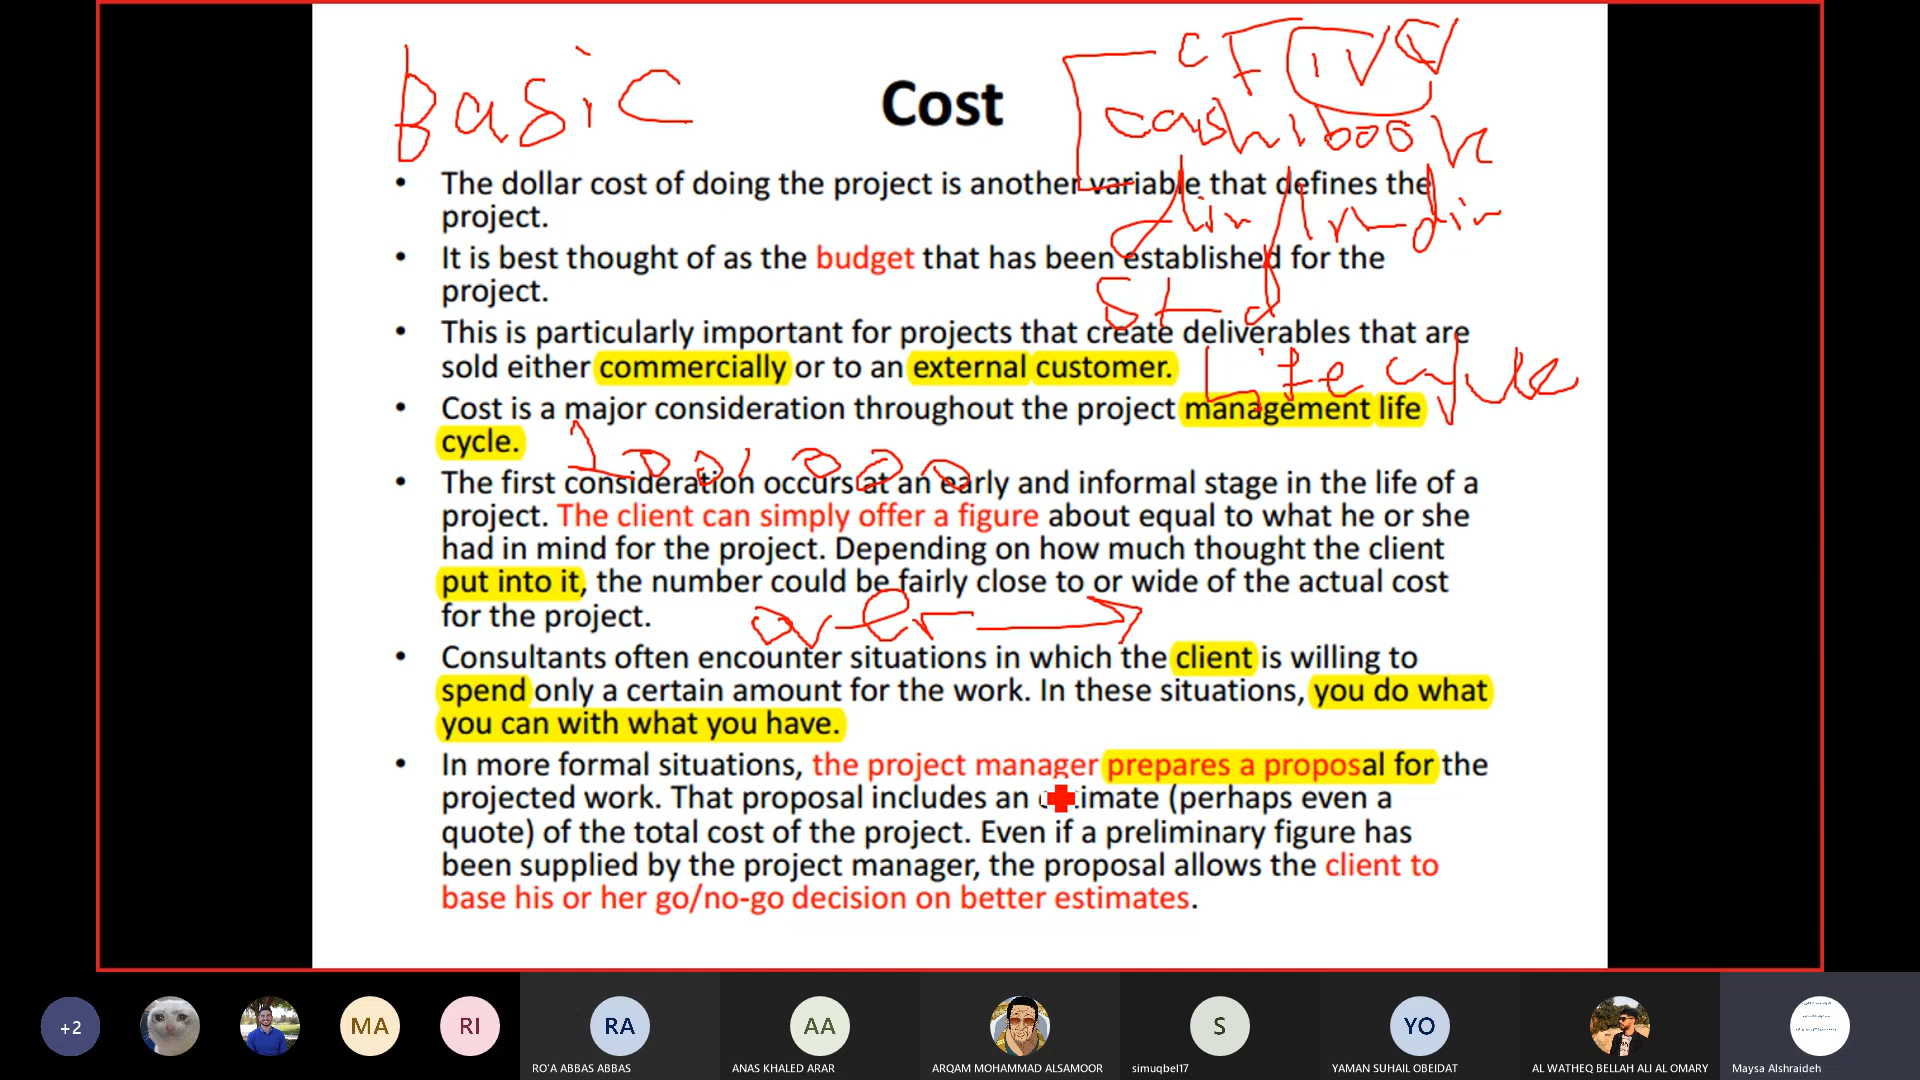 Basic
Cost
CF IV
cash book
dir/Indir
std
Life cycle
• The dollar cost of doing the project is another variable that defines the
project.
• It is best thought of as the budget that has been established for the
project.
• This is particularly important for projects that create deliverables that are
sold either commercially or to an external customer.
• Cost is a major consideration throughout the project management life
cycle.
100,000
• The first consideration occurs at an early and informal stage in the life of a
project. The client can simply offer a figure about equal to what he or she
had in mind for the project. Depending on how much thought the client
put into it, the number could be fairly close to or wide of the actual cost
for the project.
over
• Consultants often encounter situations in which the client is willing to
spend only a certain amount for the work. In these situations, you do what
you can with what you have.
• In more formal situations, the project manager prepares a proposal for the
projected work. That proposal includes an estimate (perhaps even a
quote) of the total cost of the project. Even if a preliminary figure has
been supplied by the project manager, the proposal allows the client to
base his or her go/no-go decision on better estimates.
+2 MA RI RA AA S YO
RO'A ABBAS ABBAS ANAS KHALED ARAR ARQAM MOHAMMAD ALSAMOOR simuqbel17 YAMAN SUHAIL OBEIDAT AL WATHEQ BELLAH ALI AL OMARY Maysa Alshraideh